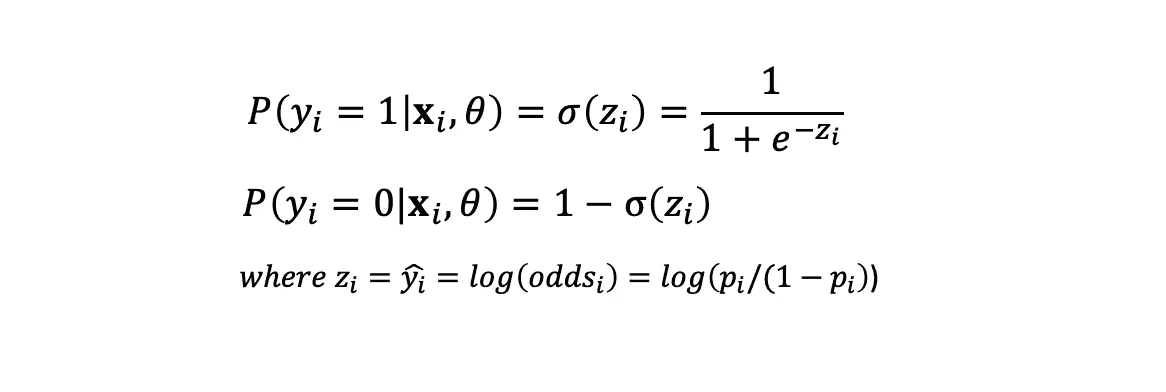 P(yᵢ = 1|𝐱ᵢ, θ) = σ(zᵢ) = 1 / (1 + e^(−zᵢ))
P(yᵢ = 0|𝐱ᵢ, θ) = 1 − σ(zᵢ)
where zᵢ = ŷᵢ = log(oddsᵢ) = log(pᵢ/(1 − pᵢ))